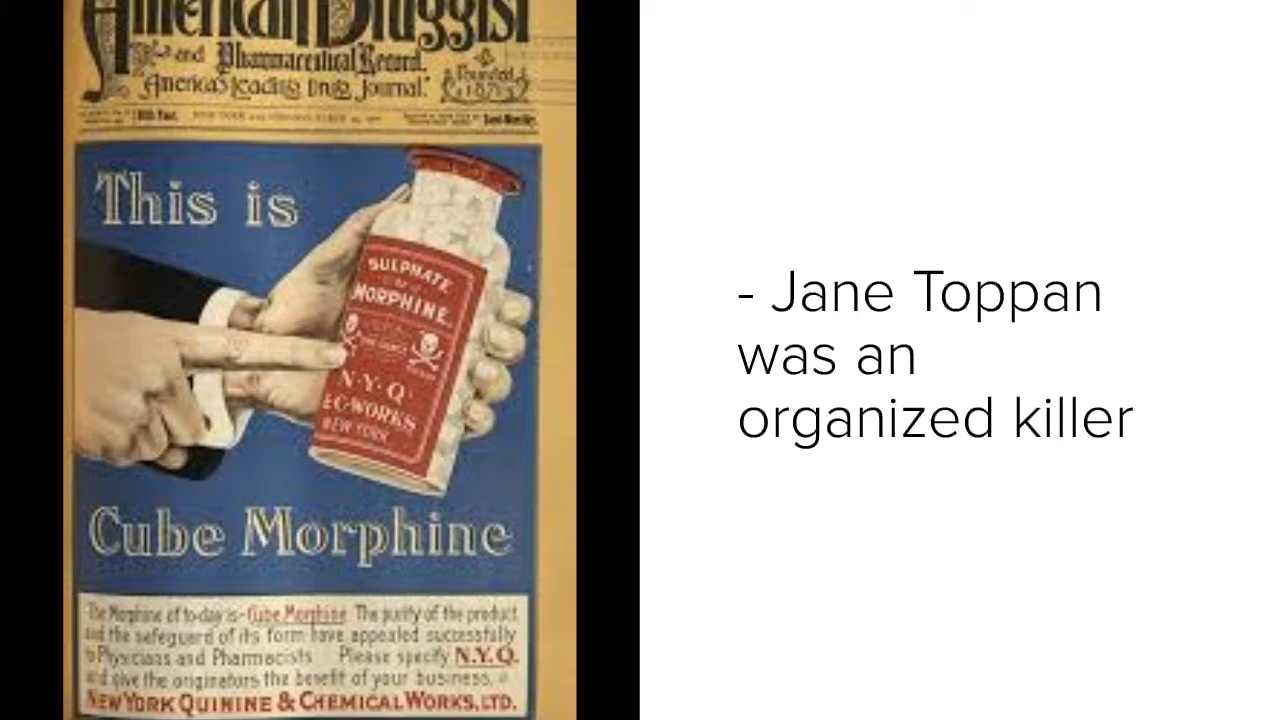 American Druggist
and Pharmaceutical Record.
"America's Leading Drug Journal."
Founded
1871
This is
SULPHATE
MORPHINE
N·Y·Q·
& C·WORKS
NEW YORK
Cube Morphine
The Morphine of to-day is-Cube Morphine. The purity of the product
and the safeguard of its form have appealed successfully
to Physicians and Pharmacists Please specify N.Y.Q.
and give the originators the benefit of your business.
NEW YORK QUININE & CHEMICAL WORKS, LTD.
- Jane Toppan
was an
organized killer